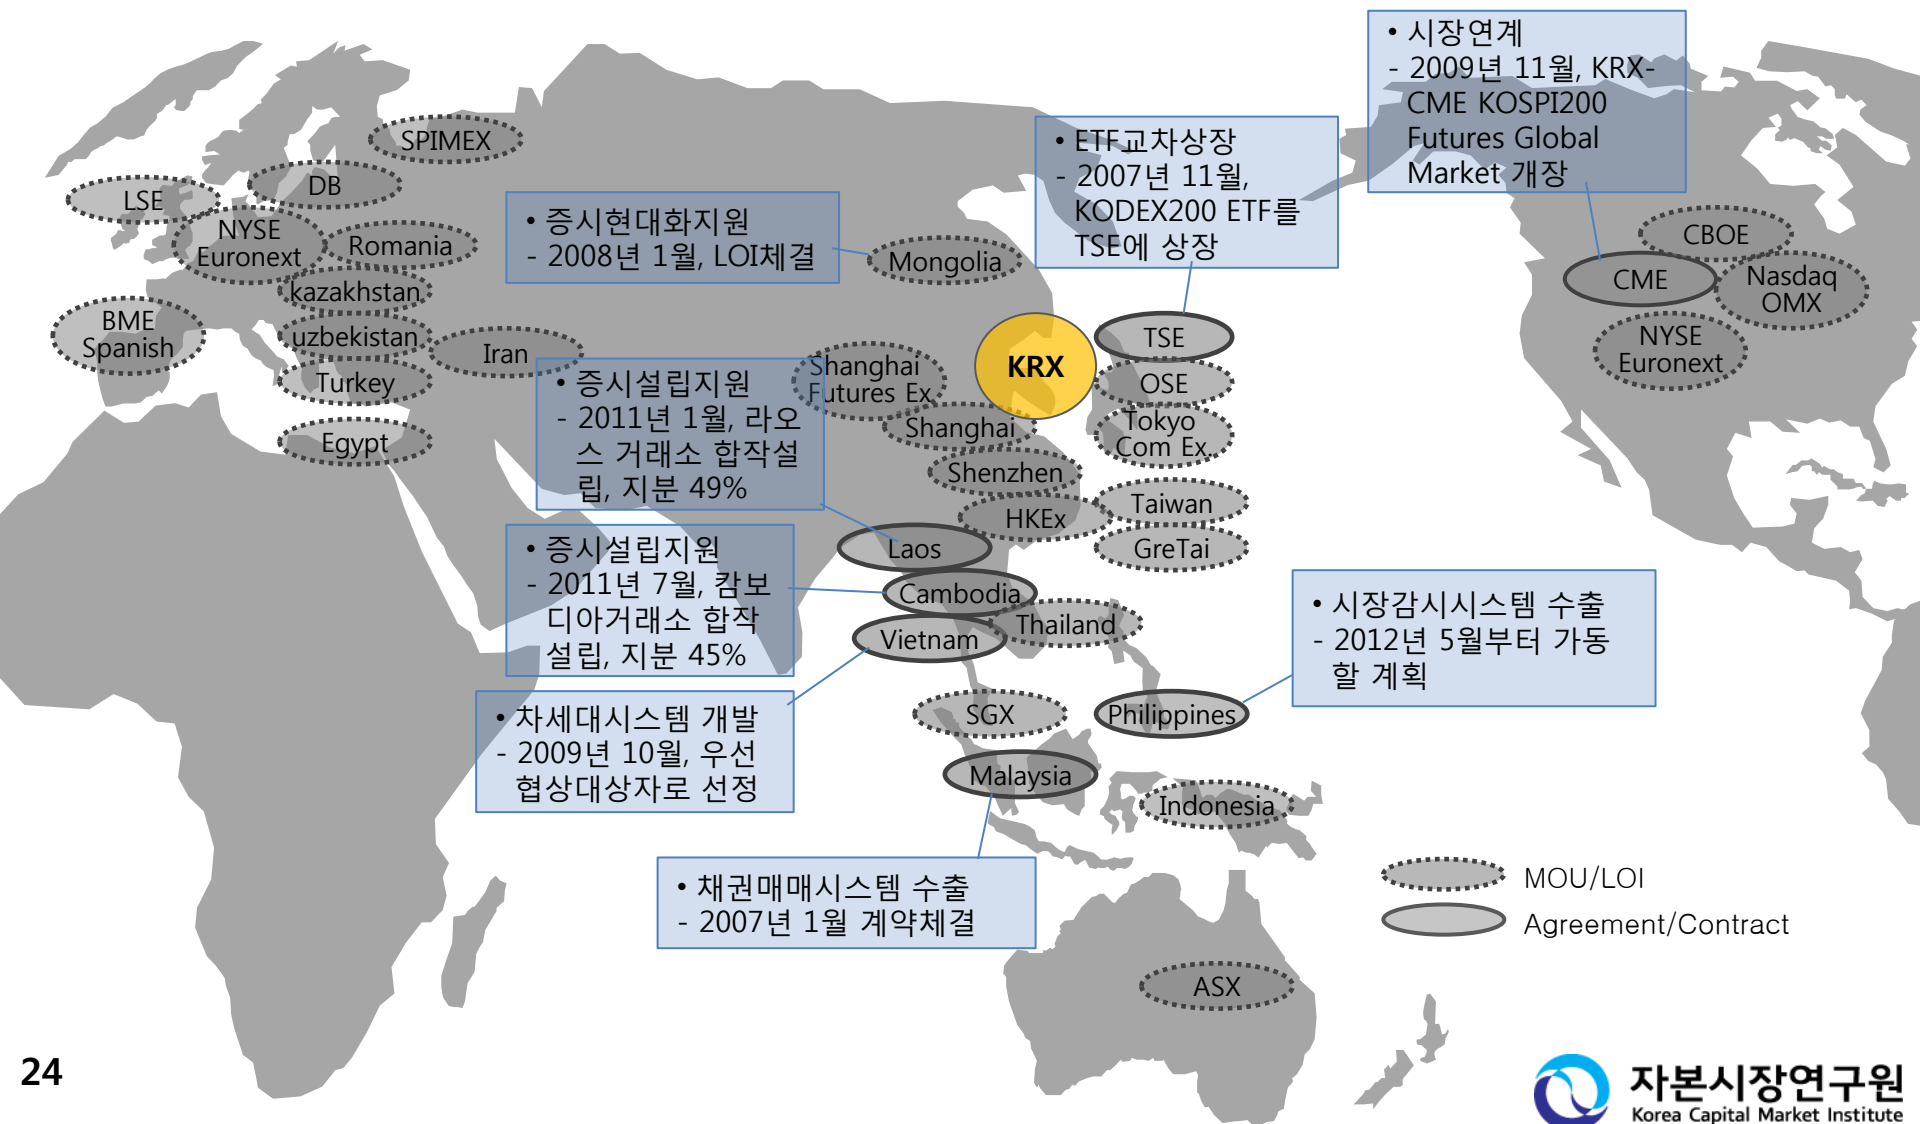 • 시장연계
- 2009년 11월, KRX-
CME KOSPI200
Futures Global
Market 개장
• ETF교차상장
- 2007년 11월,
KODEX200 ETF를
TSE에 상장
• 증시현대화지원
- 2008년 1월, LOI체결
SPIMEX
DB
LSE
NYSE
Euronext
Romania
kazakhstan
BME
Spanish
uzbekistan
Iran
Turkey
Egypt
Mongolia
CBOE
CME
Nasdaq
OMX
NYSE
Euronext
KRX
TSE
OSE
Tokyo
Com Ex.
Shanghai
Futures Ex
Shanghai
Shenzhen
HKEx
Taiwan
GreTai
• 증시설립지원
- 2011년 1월, 라오
스 거래소 합작설
립, 지분 49%
Laos
• 증시설립지원
- 2011년 7월, 캄보
디아거래소 합작
설립, 지분 45%
Cambodia
Thailand
Vietnam
• 시장감시시스템 수출
- 2012년 5월부터 가동
할 계획
• 차세대시스템 개발
- 2009년 10월, 우선
협상대상자로 선정
SGX
Philippines
Malaysia
Indonesia
• 채권매매시스템 수출
- 2007년 1월 계약체결
MOU/LOI
Agreement/Contract
ASX
24
자본시장연구원
Korea Capital Market Institute